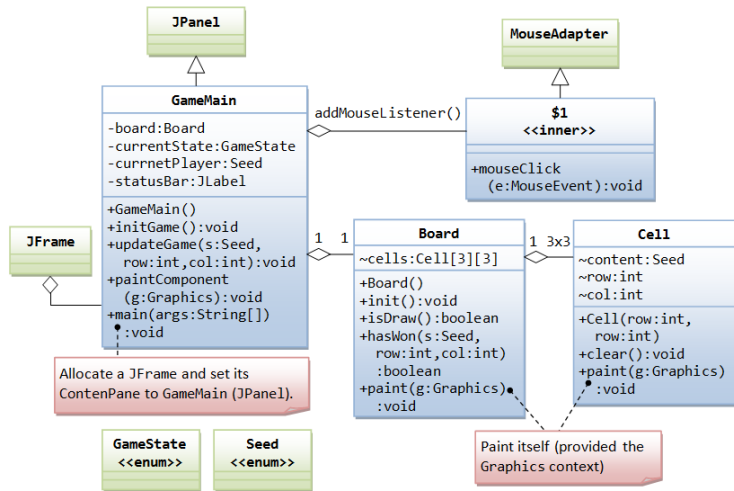 JPanel
MouseAdapter
GameMain
-board:Board
-currentState:GameState
-currnetPlayer:Seed
-statusBar:JLabel
+GameMain()
+initGame():void
+updateGame(s:Seed,
row:int,col:int):void
+paintComponent
(g:Graphics):void
+main(args:String[])
:void
addMouseListener()
$1
<<inner>>
+mouseClick
(e:MouseEvent):void
JFrame
1 1
Board
~cells:Cell[3][3]
+Board()
+init():void
+isDraw():boolean
+hasWon(s:Seed,
row:int,col:int)
:boolean
+paint(g:Graphics)
:void
1 3x3
Cell
~content:Seed
~row:int
~col:int
+Cell(row:int,
row:int)
+clear():void
+paint(g:Graphics)
:void
Allocate a JFrame and set its
ContenPane to GameMain (JPanel).
Paint itself (provided the
Graphics context)
GameState
<<enum>>
Seed
<<enum>>